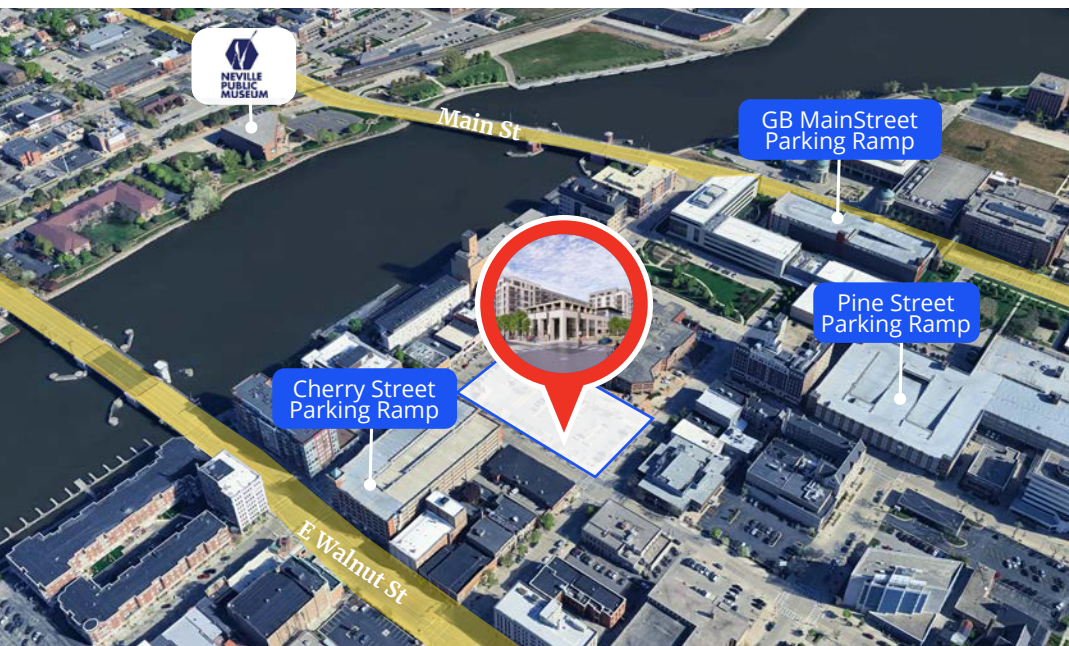 NEVILLE
PUBLIC
MUSEUM
Main St
GB MainStreet
Parking Ramp
Pine Street
Parking Ramp
Cherry Street
Parking Ramp
E Walnut St